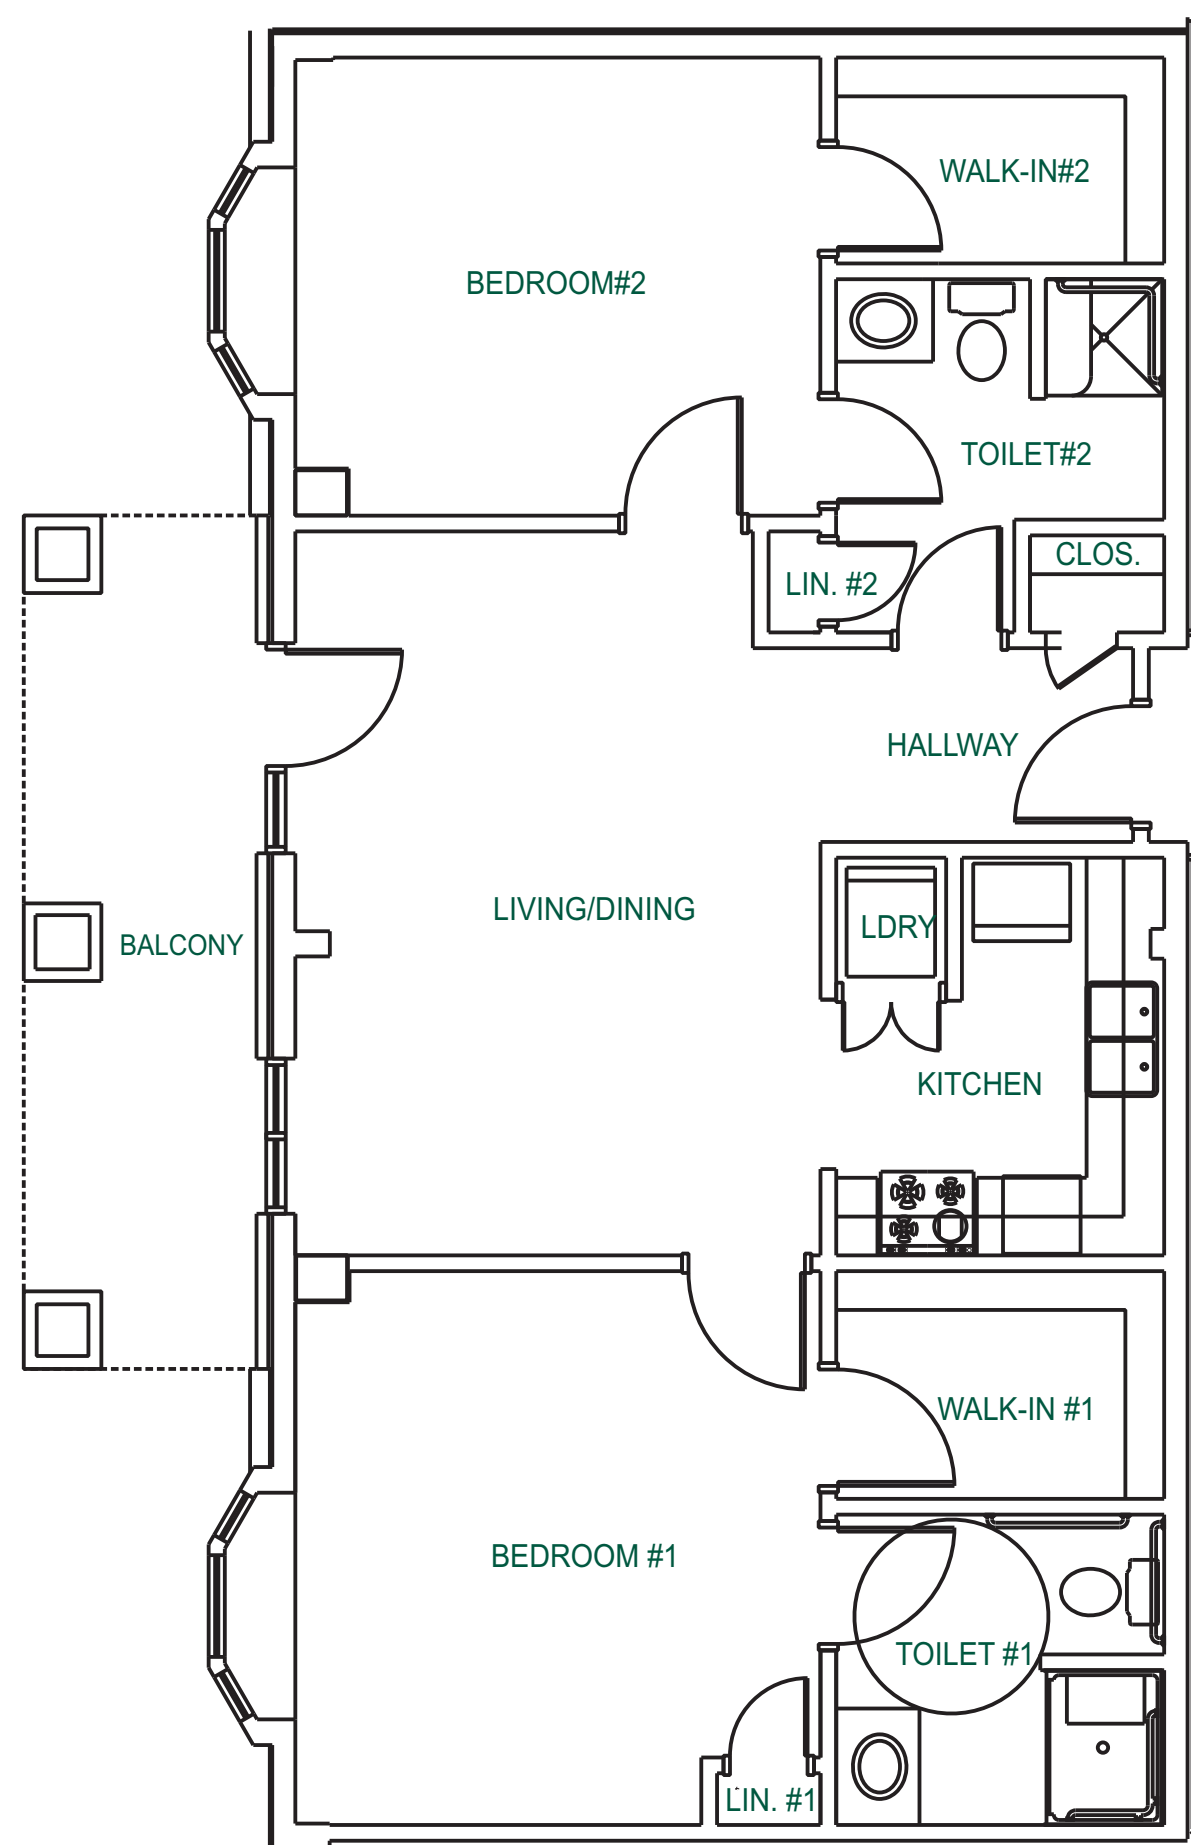 WALK-IN#2
BEDROOM#2
TOILET#2
CLOS.
LIN. #2
HALLWAY
LIVING/DINING
LDRY
BALCONY
KITCHEN
WALK-IN #1
BEDROOM #1
TOILET #1
LIN. #1